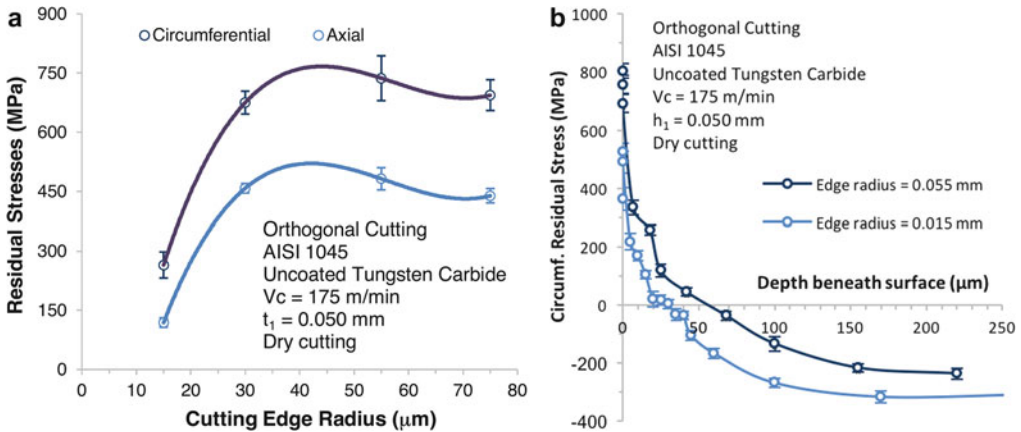 a
900
750
600
450
300
150
0
Residual Stresses (MPa)
Circumferential
Axial
Orthogonal Cutting
AISI 1045
Uncoated Tungsten Carbide
Vc = 175 m/min
t₁ = 0.050 mm
Dry cutting
0 10 20 30 40 50 60 70 80
Cutting Edge Radius (μm)
b
1000
800
600
400
200
0
-200
-400
Circumf. Residual Stress (MPa)
Orthogonal Cutting
AISI 1045
Uncoated Tungsten Carbide
Vc = 175 m/min
h₁ = 0.050 mm
Dry cutting
Edge radius = 0.055 mm
Edge radius = 0.015 mm
Depth beneath surface (μm)
0 50 100 150 200 250